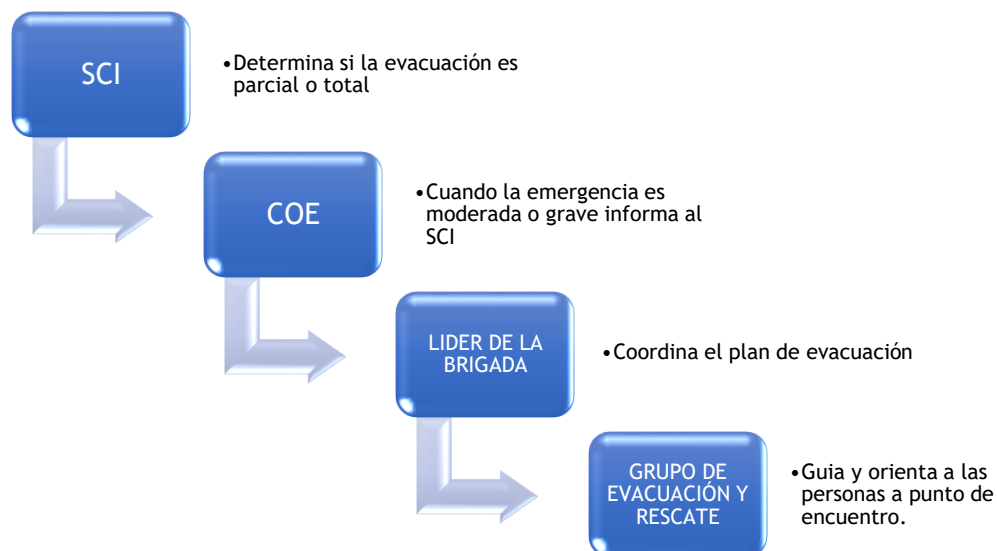 SCI
•Determina si la evacuación es
parcial o total
COE
•Cuando la emergencia es
moderada o grave informa al
SCI
LIDER DE LA
BRIGADA
•Coordina el plan de evacuación
GRUPO DE
EVACUACIÓN Y
RESCATE
•Guia y orienta a las
personas a punto de
encuentro.